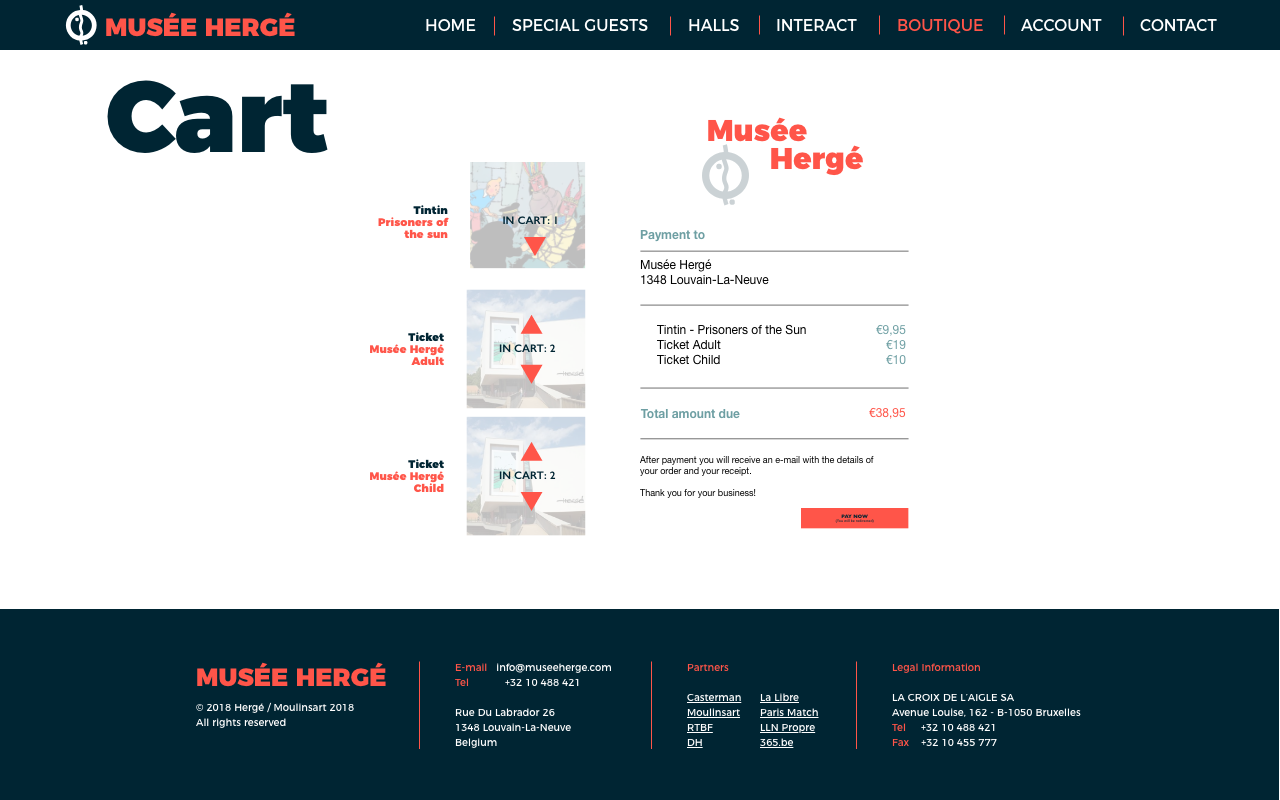 MUSÉE HERGÉ
HOME
SPECIAL GUESTS
HALLS
INTERACT
BOUTIQUE
ACCOUNT
CONTACT
Cart
Tintin
Prisoners of
the sun
IN CART: 1
Ticket
Musée Hergé
Adult
IN CART: 2
Ticket
Musée Hergé
Child
IN CART: 2
Musée
Hergé
Payment to
Musée Hergé
1348 Louvain-La-Neuve
Tintin - Prisoners of the Sun €9,95
Ticket Adult €19
Ticket Child €10
Total amount due €38,95
After payment you will receive an e-mail with the details of
your order and your receipt.
Thank you for your business!
PAY NOW
(You will be redirected)
MUSÉE HERGÉ
© 2018 Hergé / Moulinsart 2018
All rights reserved
E-mail info@museeherge.com
Tel +32 10 488 421
Rue Du Labrador 26
1348 Louvain-La-Neuve
Belgium
Partners
Casterman La Libre
Moulinsart Paris Match
RTBF LLN Propre
DH 365.be
Legal Information
LA CROIX DE L'AIGLE SA
Avenue Louise, 162 - B-1050 Bruxelles
Tel +32 10 488 421
Fax +32 10 455 777